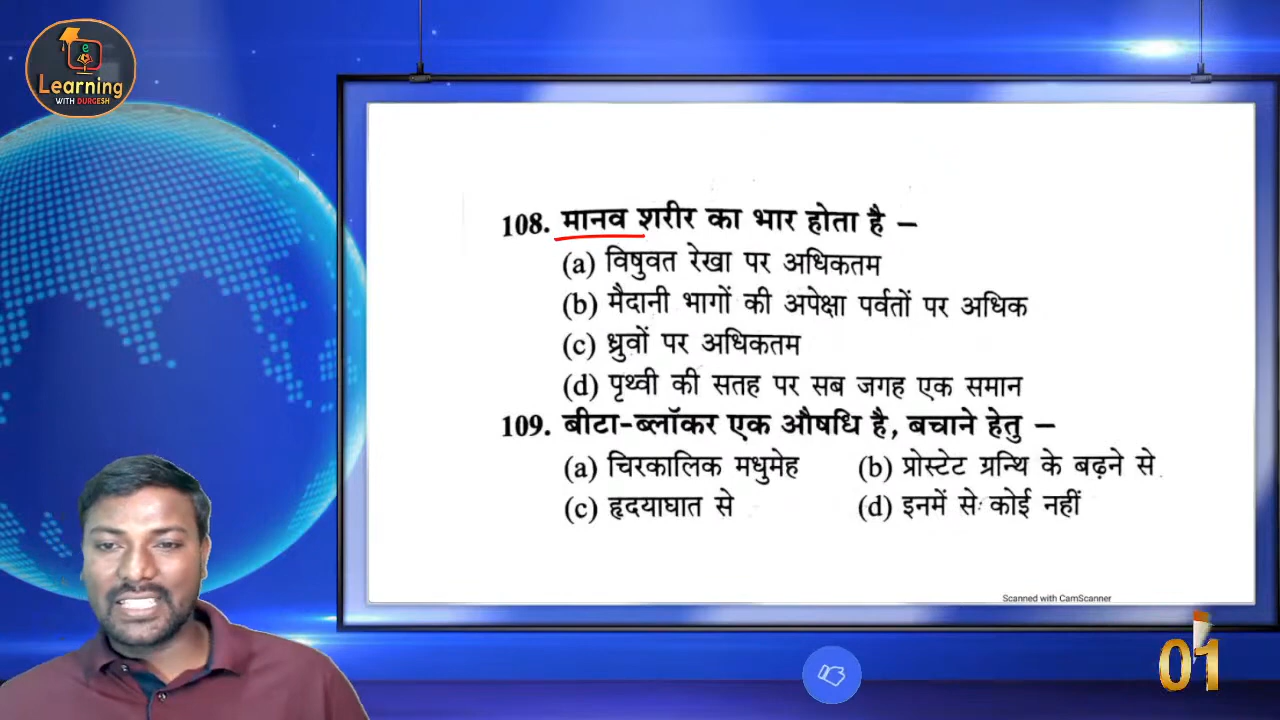 e
Learning
WITH DURGESH
108. मानव शरीर का भार होता है –
(a) विषुवत रेखा पर अधिकतम
(b) मैदानी भागों की अपेक्षा पर्वतों पर अधिक
(c) ध्रुवों पर अधिकतम
(d) पृथ्वी की सतह पर सब जगह एक समान
109. बीटा-ब्लॉकर एक औषधि है, बचाने हेतु –
(a) चिरकालिक मधुमेह (b) प्रोस्टेट ग्रन्थि के बढ़ने से
(c) हृदयाघात से (d) इनमें से कोई नहीं
Scanned with CamScanner
01